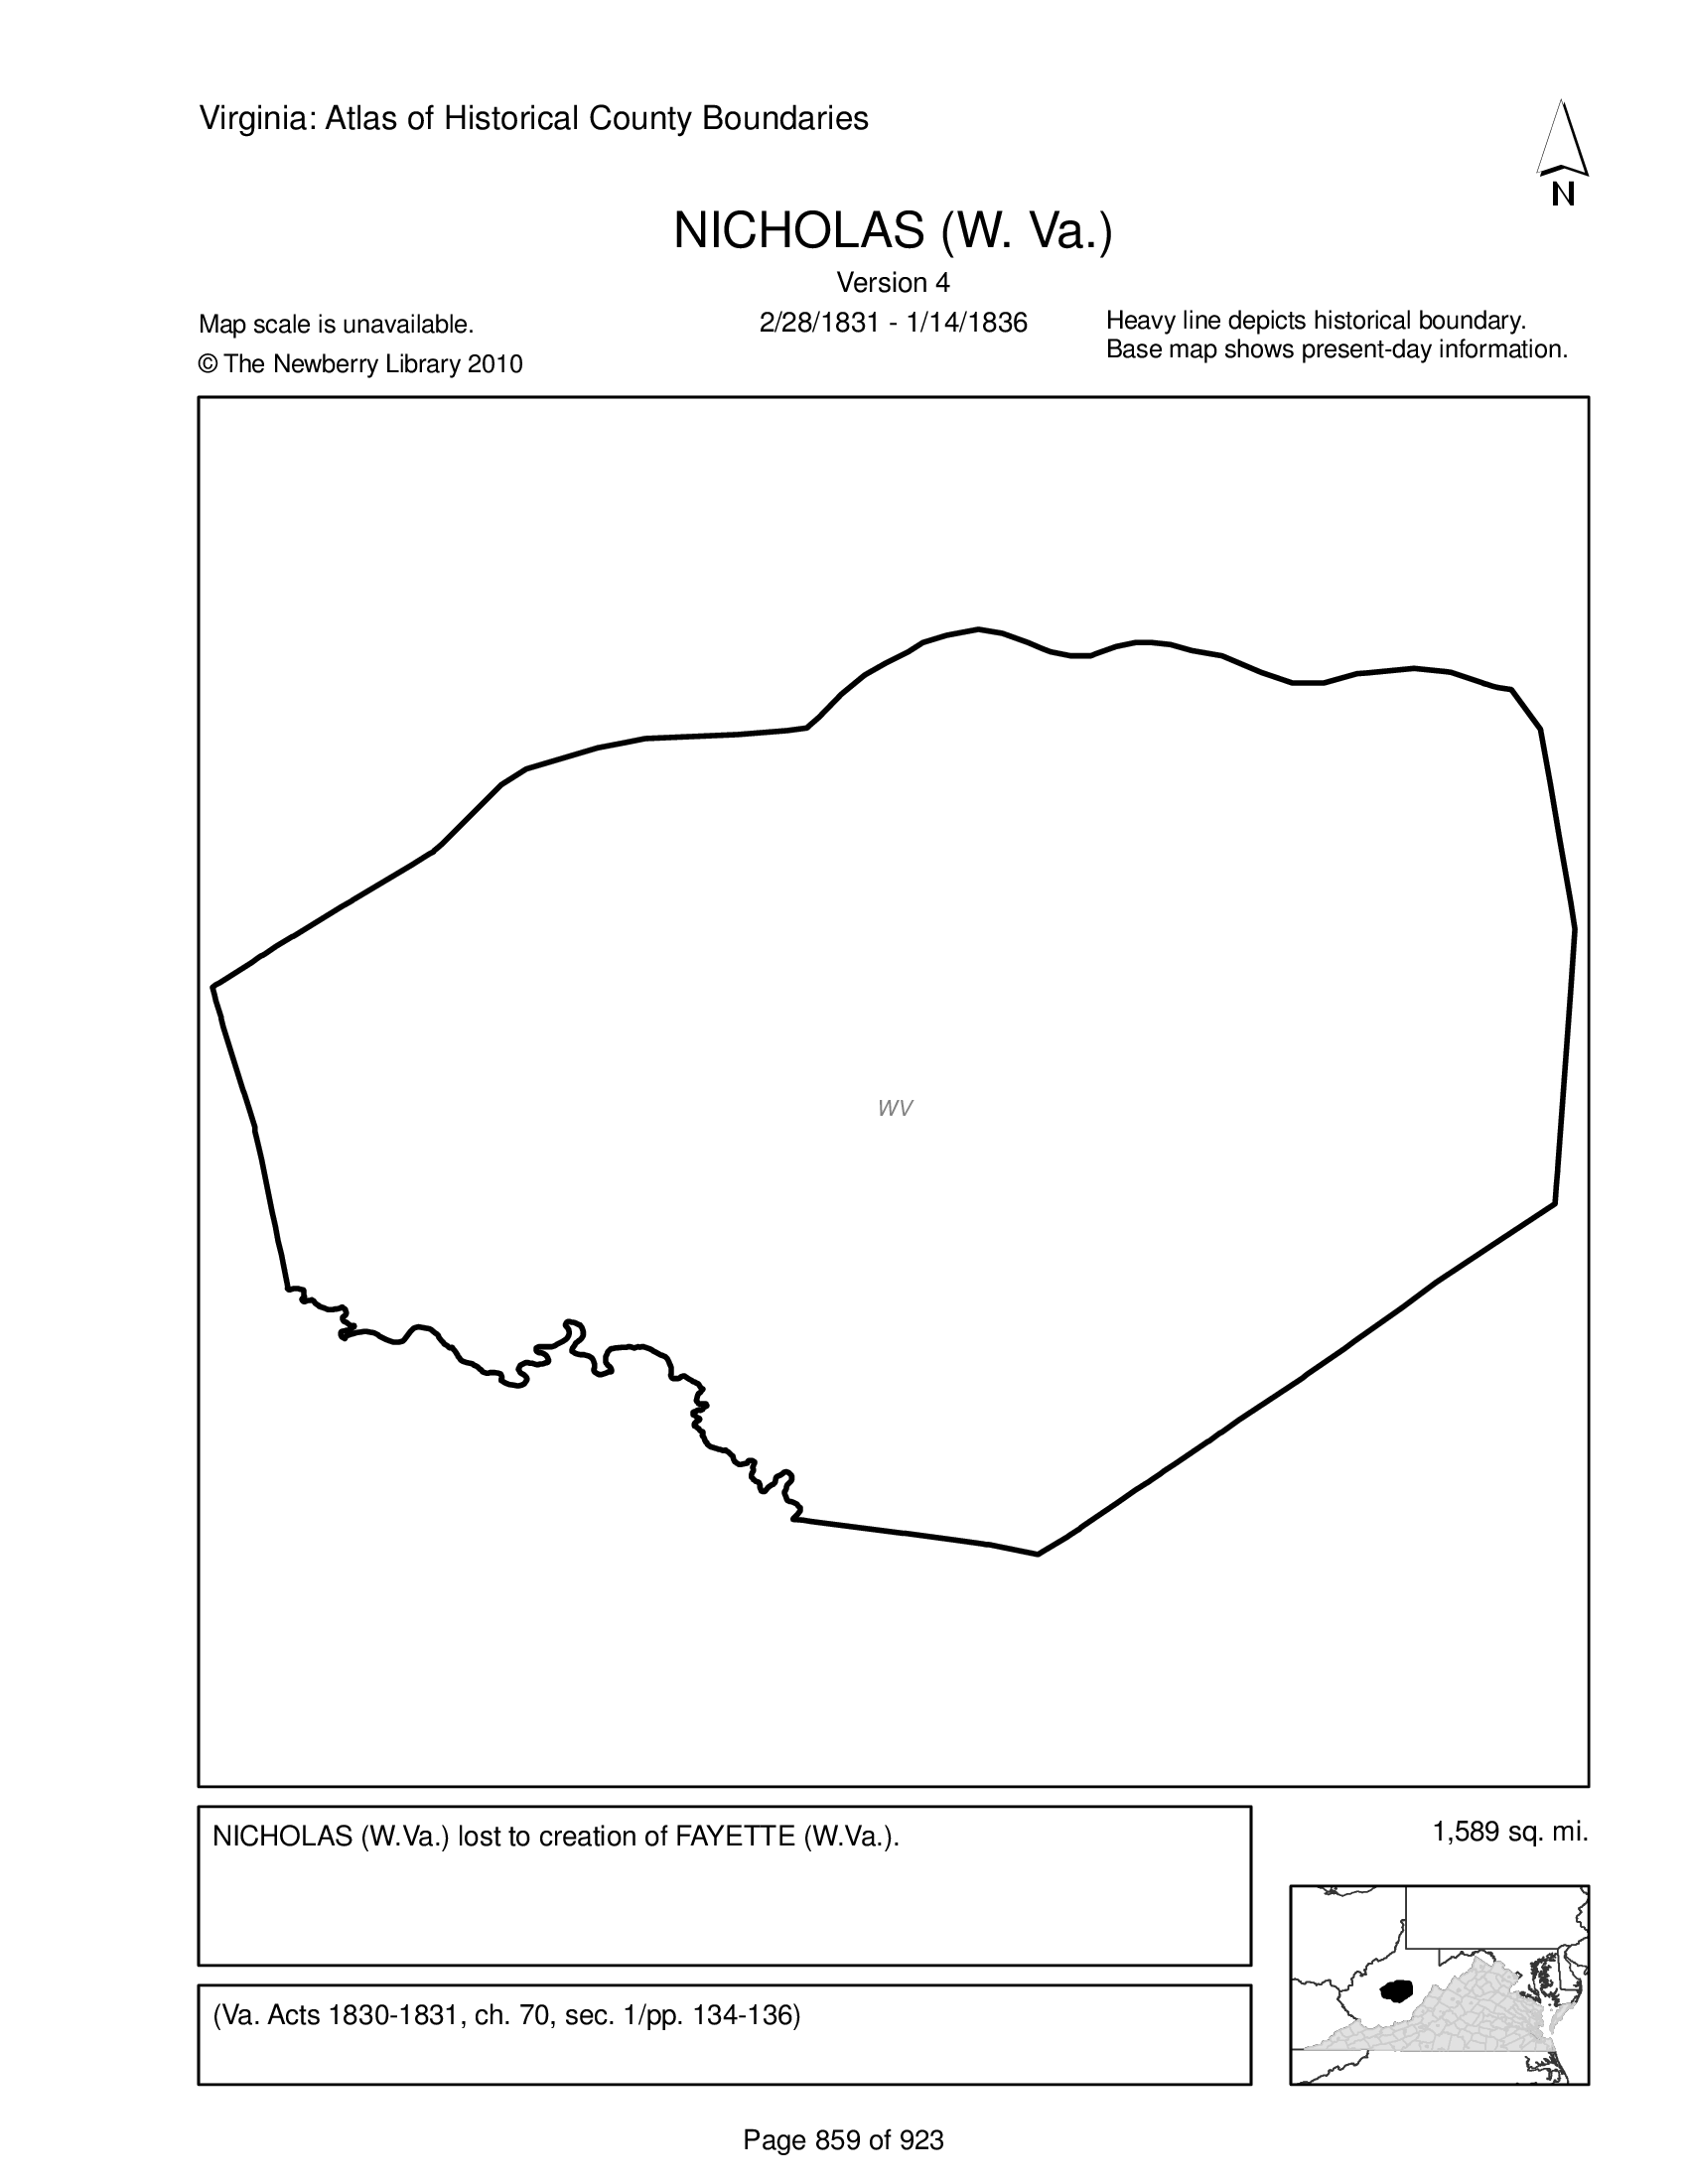 Virginia: Atlas of Historical County Boundaries
N
NICHOLAS (W. Va.)
Version 4
2/28/1831 - 1/14/1836
Map scale is unavailable.
© The Newberry Library 2010
Heavy line depicts historical boundary.
Base map shows present-day information.
WV
NICHOLAS (W.Va.) lost to creation of FAYETTE (W.Va.).
1,589 sq. mi.
(Va. Acts 1830-1831, ch. 70, sec. 1/pp. 134-136)
Page 859 of 923